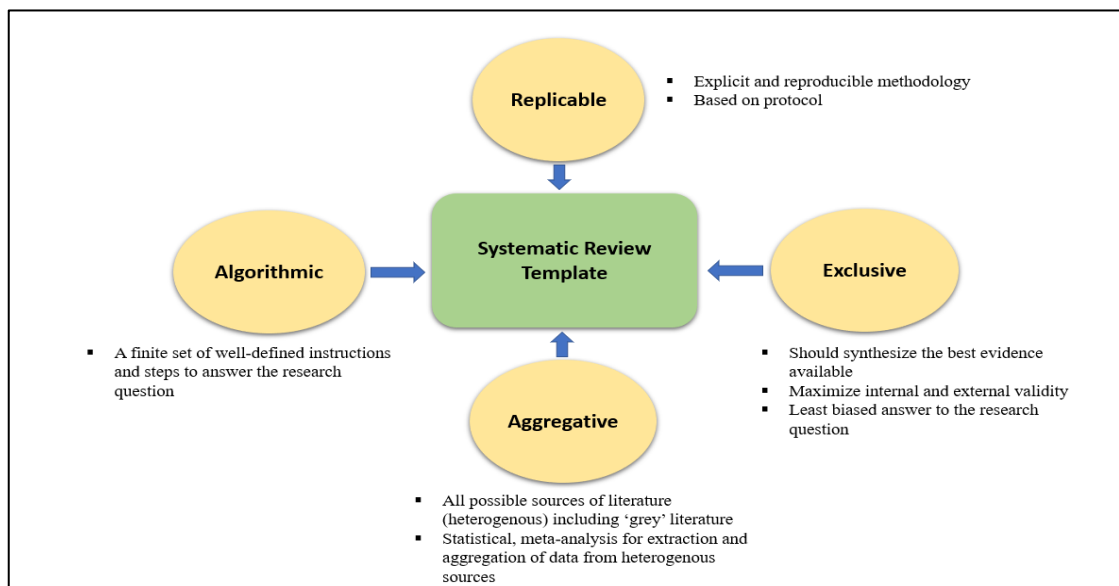 Replicable
▪ Explicit and reproducible methodology
▪ Based on protocol
Systematic Review
Template
Algorithmic
▪ A finite set of well-defined instructions
and steps to answer the research
question
Exclusive
▪ Should synthesize the best evidence
available
▪ Maximize internal and external validity
▪ Least biased answer to the research
question
Aggregative
▪ All possible sources of literature
(heterogenous) including ‘grey’ literature
▪ Statistical, meta-analysis for extraction and
aggregation of data from heterogenous
sources